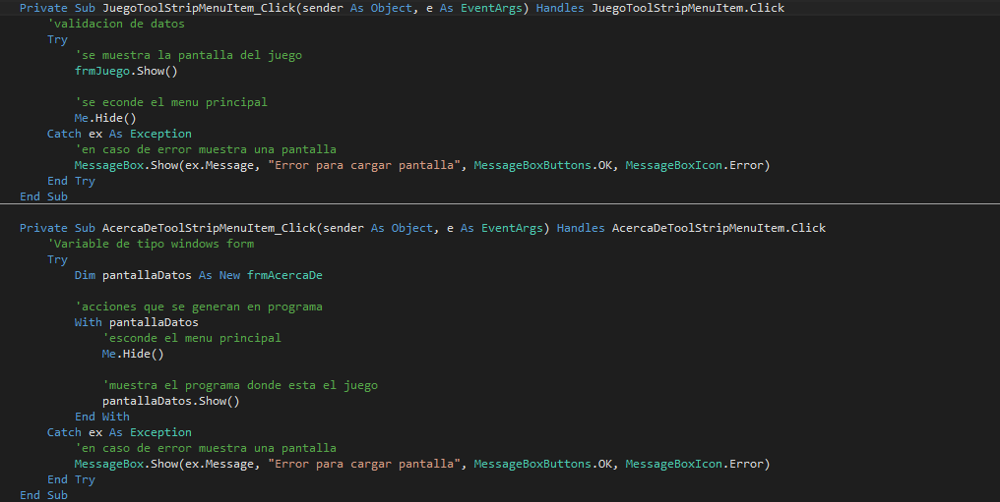 Private Sub JuegoToolStripMenuItem_Click(sender As Object, e As EventArgs) Handles JuegoToolStripMenuItem.Click
'validacion de datos
Try
'se muestra la pantalla del juego
frmJuego.Show()
'se econde el menu principal
Me.Hide()
Catch ex As Exception
'en caso de error muestra una pantalla
MessageBox.Show(ex.Message, "Error para cargar pantalla", MessageBoxButtons.OK, MessageBoxIcon.Error)
End Try
End Sub
Private Sub AcercaDeToolStripMenuItem_Click(sender As Object, e As EventArgs) Handles AcercaDeToolStripMenuItem.Click
'Variable de tipo windows form
Try
Dim pantallaDatos As New frmAcercaDe
'acciones que se generan en programa
With pantallaDatos
'esconde el menu principal
Me.Hide()
'muestra el programa donde esta el juego
pantallaDatos.Show()
End With
Catch ex As Exception
'en caso de error muestra una pantalla
MessageBox.Show(ex.Message, "Error para cargar pantalla", MessageBoxButtons.OK, MessageBoxIcon.Error)
End Try
End Sub